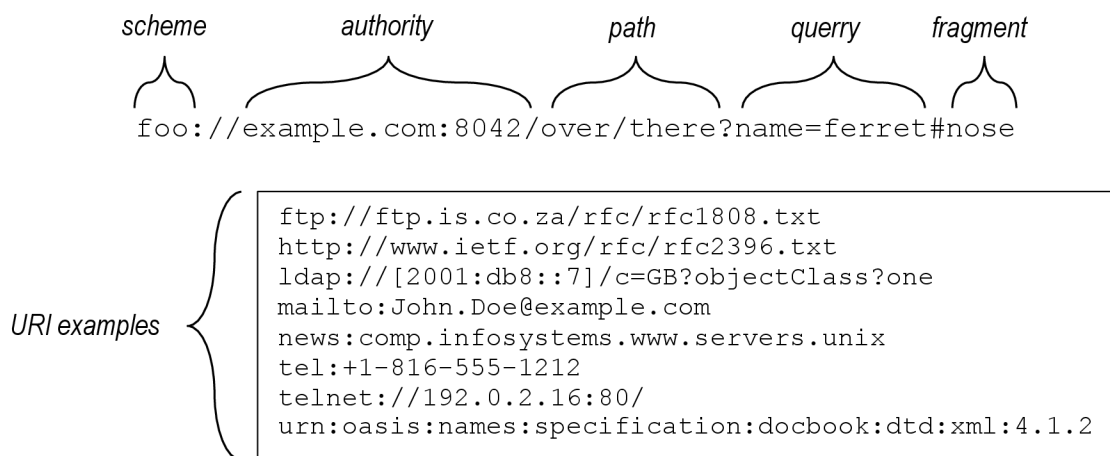 scheme authority path querry fragment
foo://example.com:8042/over/there?name=ferret#nose
ftp://ftp.is.co.za/rfc/rfc1808.txt
http://www.ietf.org/rfc/rfc2396.txt
ldap://[2001:db8::7]/c=GB?objectClass?one
mailto:John.Doe@example.com
news:comp.infosystems.www.servers.unix
URI examples
tel:+1-816-555-1212
telnet://192.0.2.16:80/
urn:oasis:names:specification:docbook:dtd:xml:4.1.2